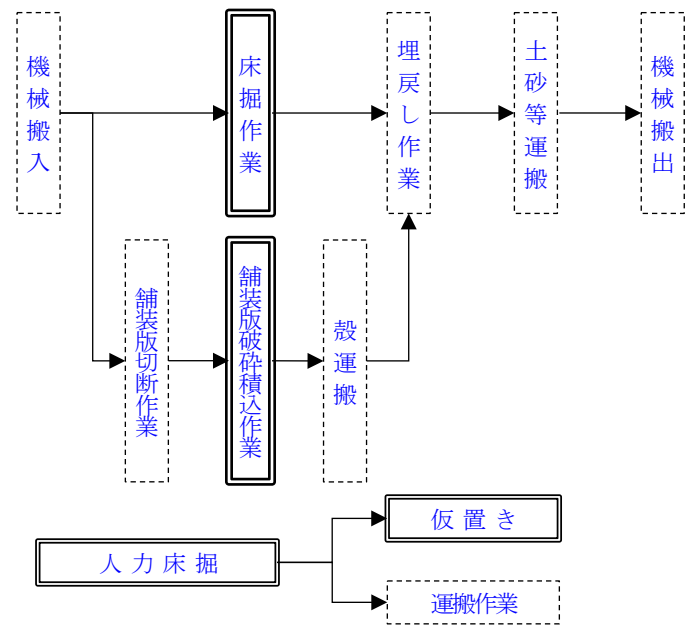 機械搬入
床掘作業
埋戻し作業
土砂等運搬
機械搬出
舗装版切断作業
舗装版破砕積込作業
殻運搬
人力床掘
仮置き
運搬作業